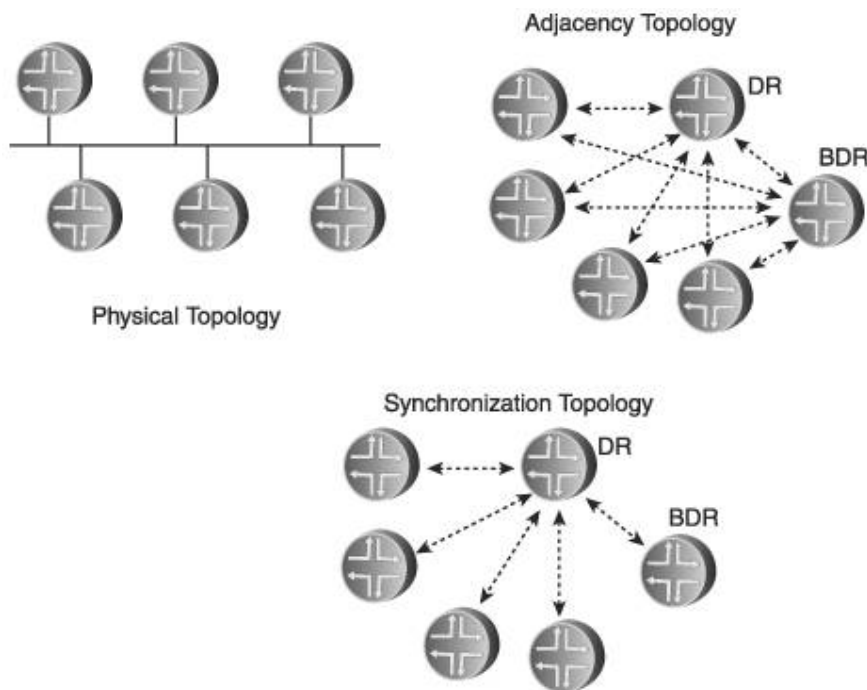 Adjacency Topology
DR
BDR
Physical Topology
Synchronization Topology
DR
BDR